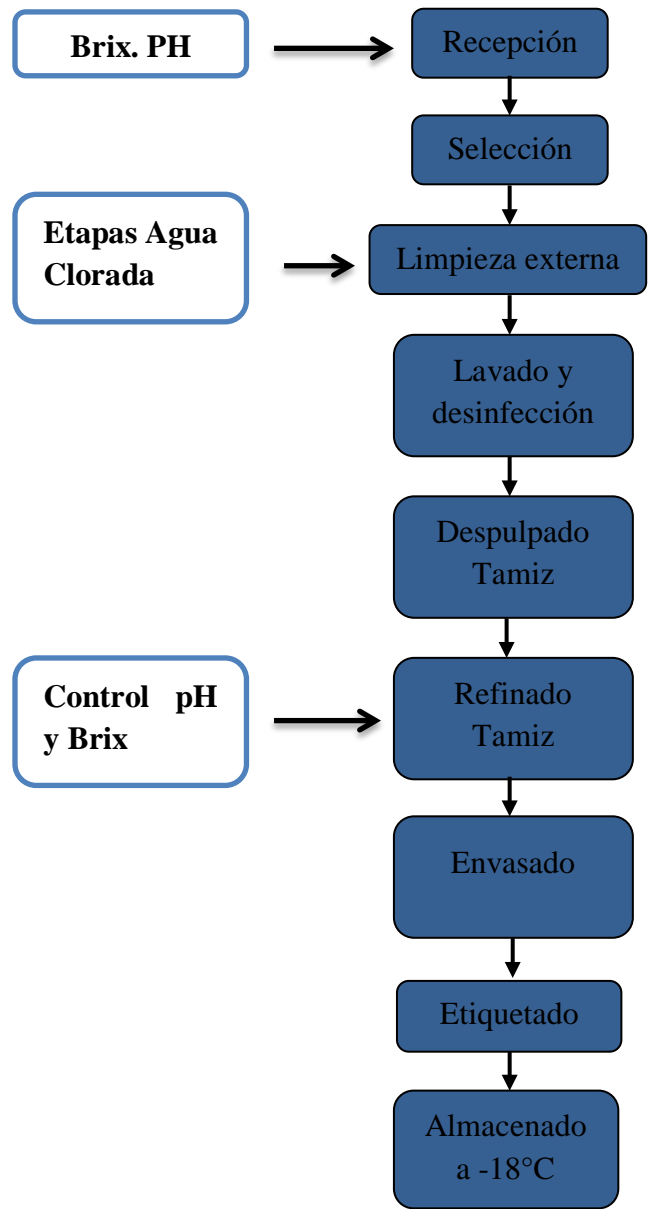 Brix. PH
Recepción
Selección
Etapas Agua
Clorada
Limpieza externa
Lavado y
desinfección
Despulpado
Tamiz
Control pH
y Brix
Refinado
Tamiz
Envasado
Etiquetado
Almacenado
a -18°C